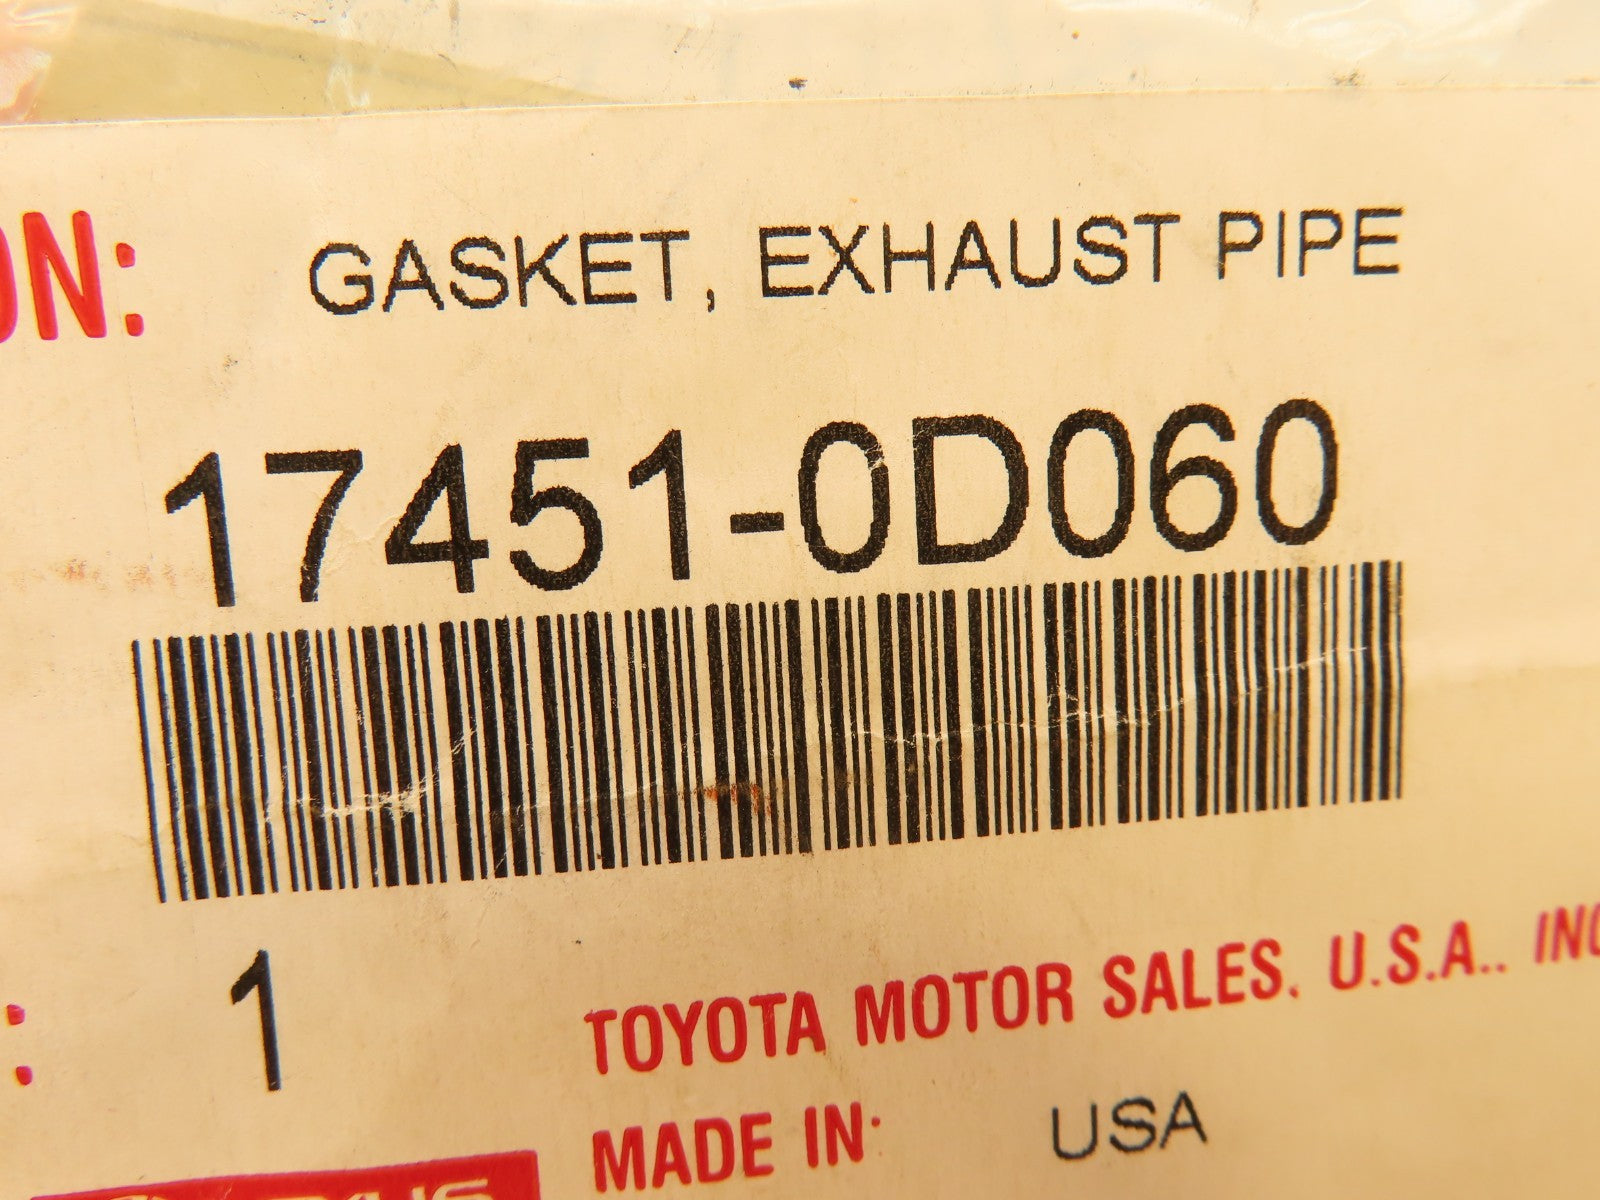 ON: GASKET, EXHAUST PIPE
17451-0D060
: 1
TOYOTA MOTOR SALES, U.S.A., INC
MADE IN: USA